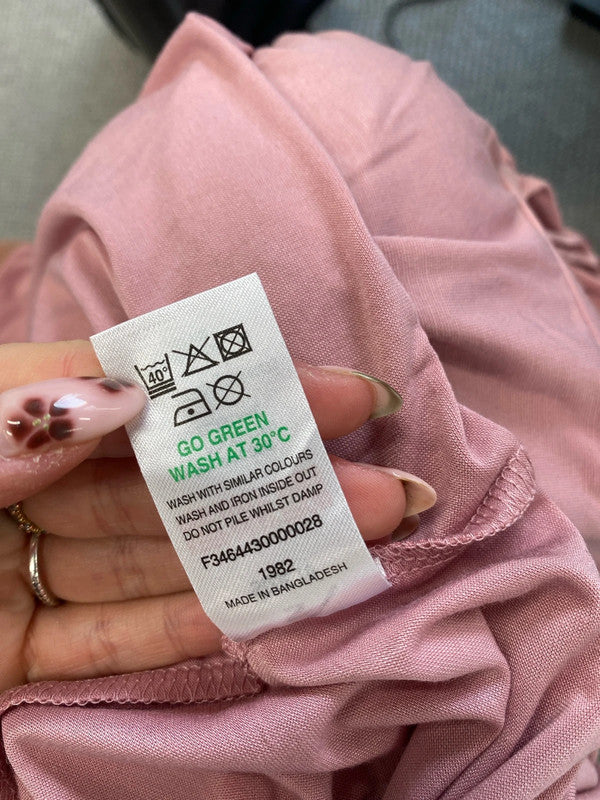 40°
GO GREEN
WASH AT 30°C
WASH WITH SIMILAR COLOURS
WASH AND IRON INSIDE OUT
DO NOT PILE WHILST DAMP
F3464430000028
1982
MADE IN BANGLADESH